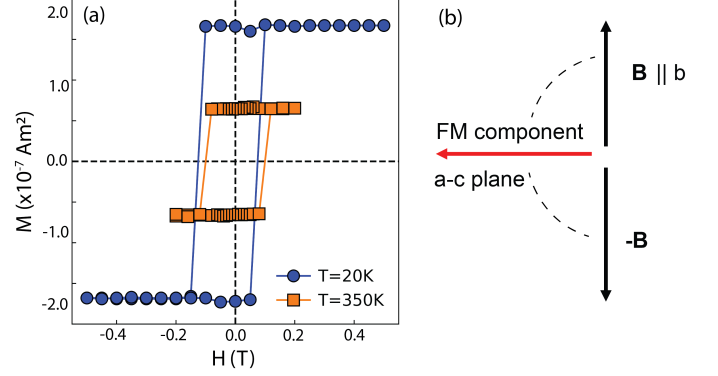 (a)
2.0
1.0
0.0
-1.0
-2.0
M (x10⁻⁷ Am²)
-0.4
-0.2
0.0
0.2
0.4
H (T)
T=20K
T=350K
(b)
B || b
FM component
a-c plane
-B